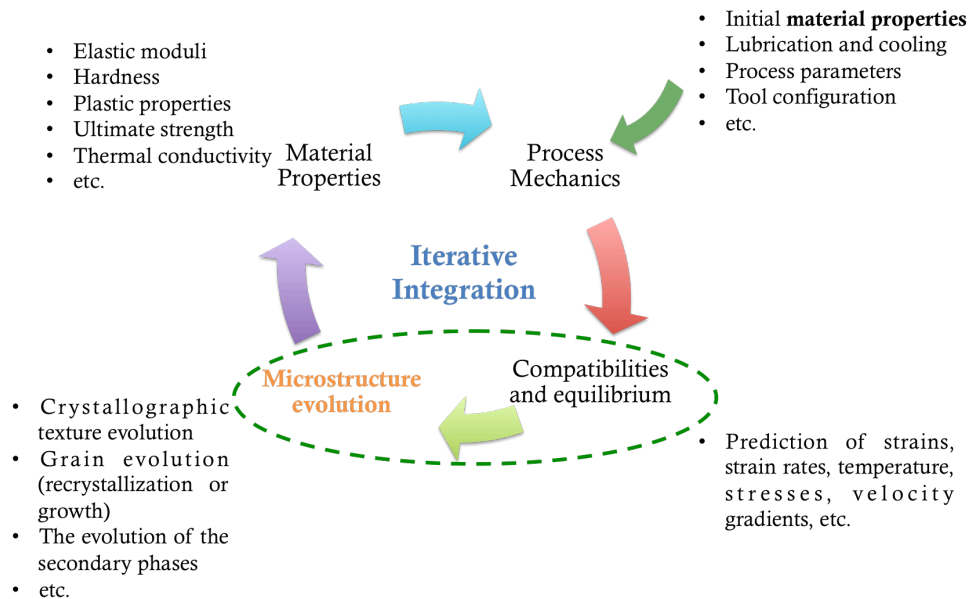 • Elastic moduli
• Hardness
• Plastic properties
• Ultimate strength
• Thermal conductivity
• etc.
Material
Properties
Process
Mechanics
• Initial material properties
• Lubrication and cooling
• Process parameters
• Tool configuration
• etc.
Iterative
Integration
Microstructure
evolution
Compatibilities
and equilibrium
• Crystallographic
texture evolution
• Grain evolution
(recrystallization or
growth)
• The evolution of the
secondary phases
• etc.
• Prediction of strains,
strain rates, temperature,
stresses, velocity
gradients, etc.